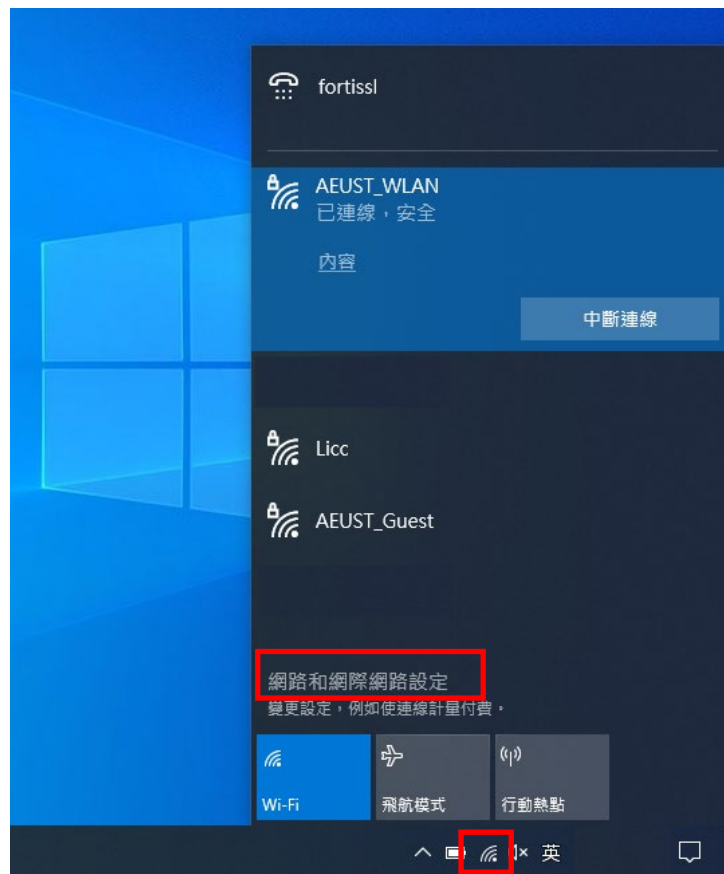 fortissl
AEUST_WLAN
已連線，安全
內容
中斷連線
Licc
AEUST_Guest
網路和網際網路設定
變更設定，例如使連線計量付費。
Wi-Fi
飛航模式
行動熱點
英